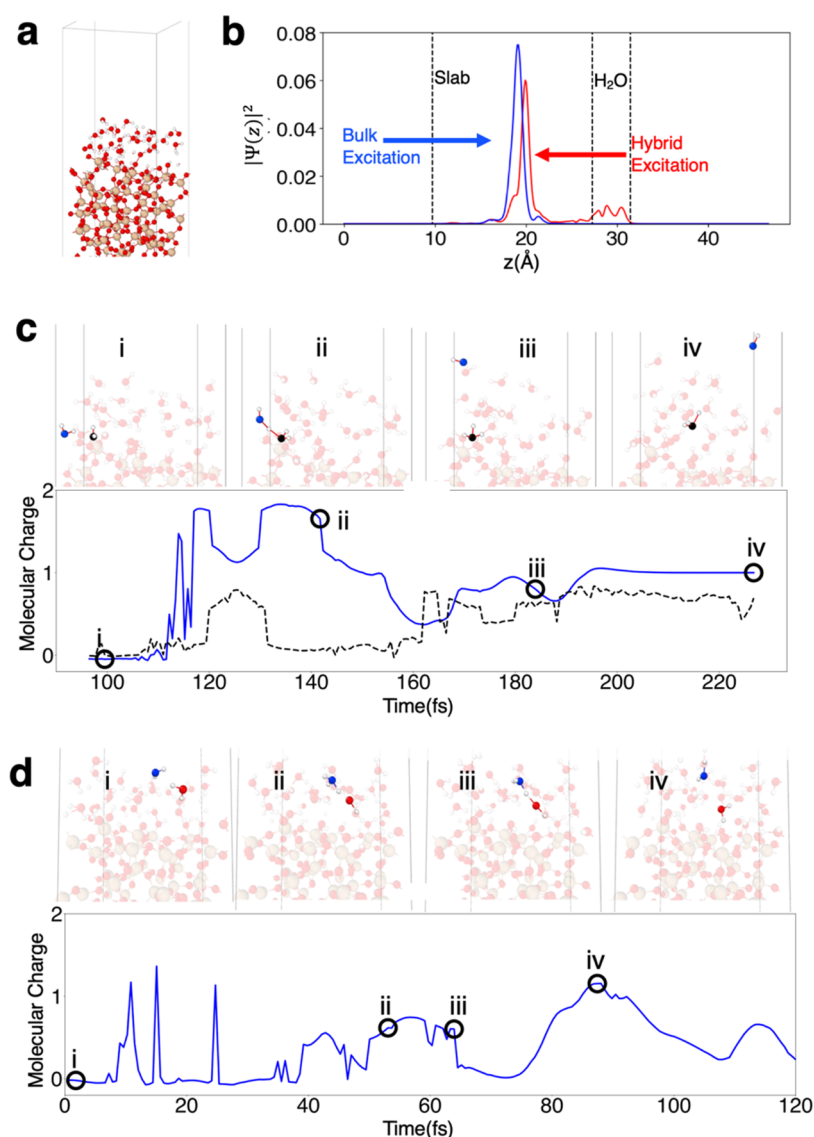 a
b
0.08
0.06
0.04
0.02
0.00
|Ψ(z)|²
Slab
H₂O
Bulk
Excitation
Hybrid
Excitation
0
10
20
30
40
z(Å)
c
i
ii
iii
iv
2
1
0
Molecular Charge
i
ii
iii
iv
100
120
140
160
180
200
220
Time(fs)
d
i
ii
iii
iv
2
1
0
Molecular Charge
i
ii
iii
iv
0
20
40
60
80
100
120
Time(fs)